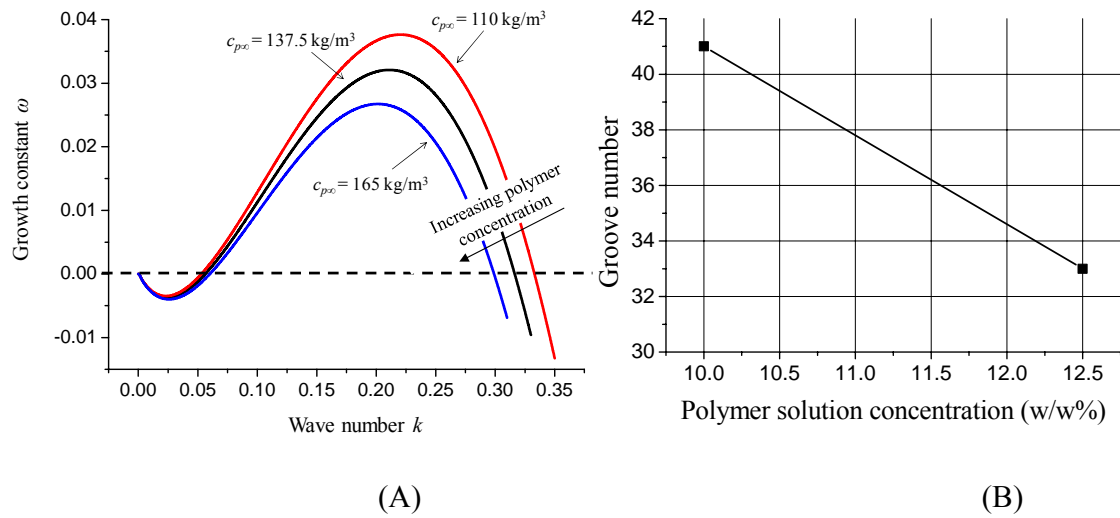 0.04
0.03
0.02
0.01
0.00
-0.01
Growth constant ω
cp∞ = 137.5 kg/m³
cp∞ = 110 kg/m³
cp∞ = 165 kg/m³
Increasing polymer
concentration
0.00 0.05 0.10 0.15 0.20 0.25 0.30 0.35
Wave number k
(A)
42
40
38
36
34
32
30
Groove number
10.0 10.5 11.0 11.5 12.0 12.5
Polymer solution concentration (w/w%)
(B)